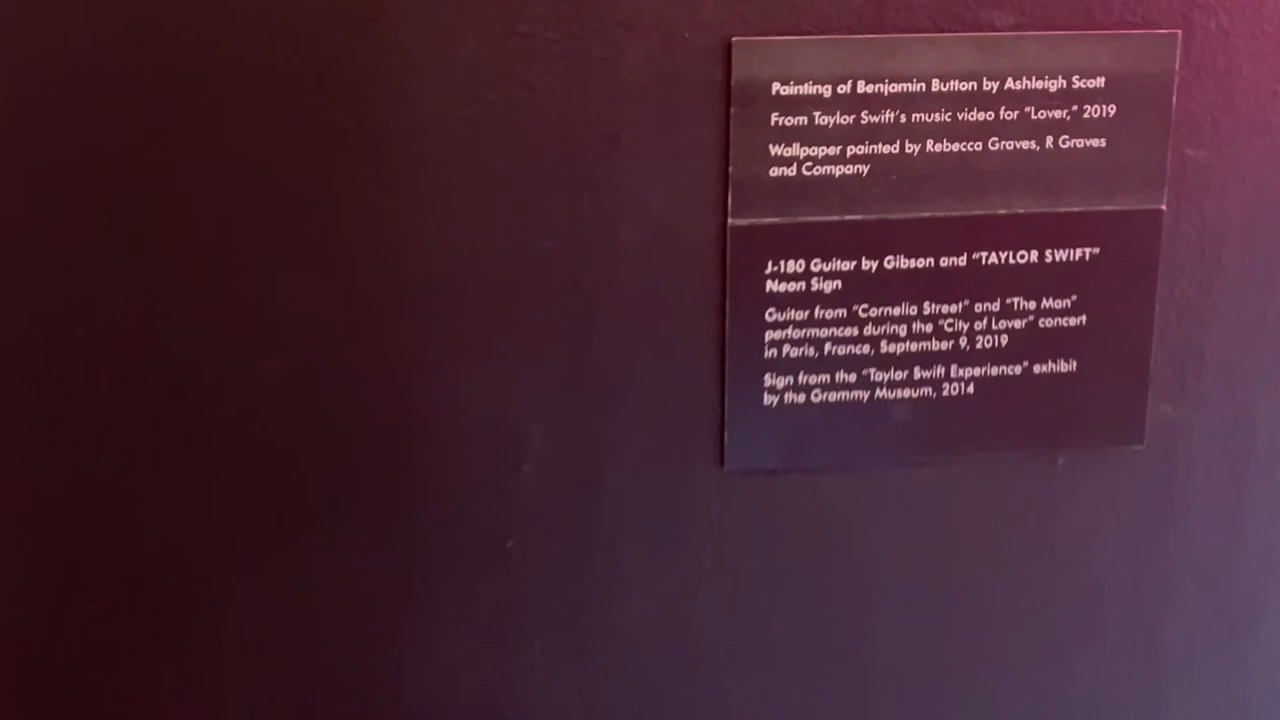 Painting of Benjamin Button by Ashleigh Scott
From Taylor Swift's music video for “Lover,” 2019
Wallpaper painted by Rebecca Graves, R Graves
and Company
J-180 Guitar by Gibson and “TAYLOR SWIFT”
Neon Sign
Guitar from “Cornelia Street” and “The Man”
performances during the “City of Lover” concert
in Paris, France, September 9, 2019
Sign from the “Taylor Swift Experience” exhibit
by the Grammy Museum, 2014